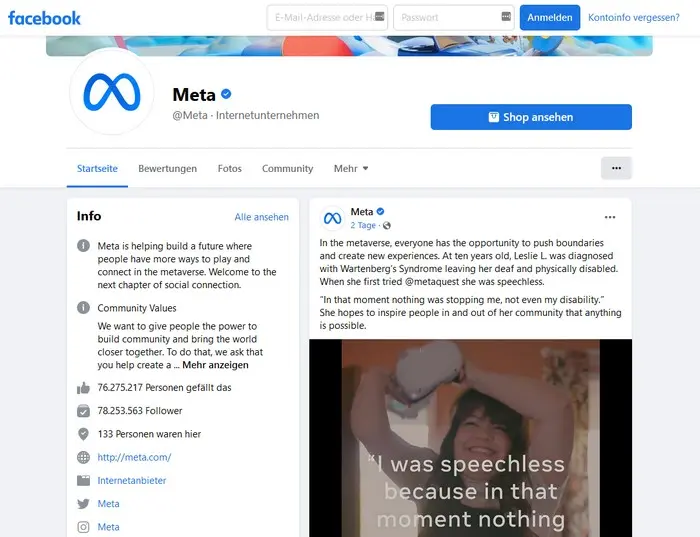 facebook
E-Mail-Adresse oder
Passwort
Anmelden
Kontoinfo vergessen?
Meta
@Meta · Internetunternehmen
Shop ansehen
Startseite
Bewertungen
Fotos
Community
Mehr
Info
Alle ansehen
Meta is helping build a future where
people have more ways to play and
connect in the metaverse. Welcome to the
next chapter of social connection.
Community Values
We want to give people the power to
build community and bring the world
closer together. To do that, we ask that
you help create a ... Mehr anzeigen
76.275.217 Personen gefällt das
78.253.563 Follower
133 Personen waren hier
http://meta.com/
Internetanbieter
Meta
Meta
Meta
2 Tage ·
In the metaverse, everyone has the opportunity to push boundaries
and create new experiences. At ten years old, Leslie L. was diagnosed
with Wartenberg's Syndrome leaving her deaf and physically disabled.
When she first tried @metaquest she was speechless.
"In that moment nothing was stopping me, not even my disability."
She hopes to inspire people in and out of her community that anything
is possible.
"I was speechless
because in that
moment nothing